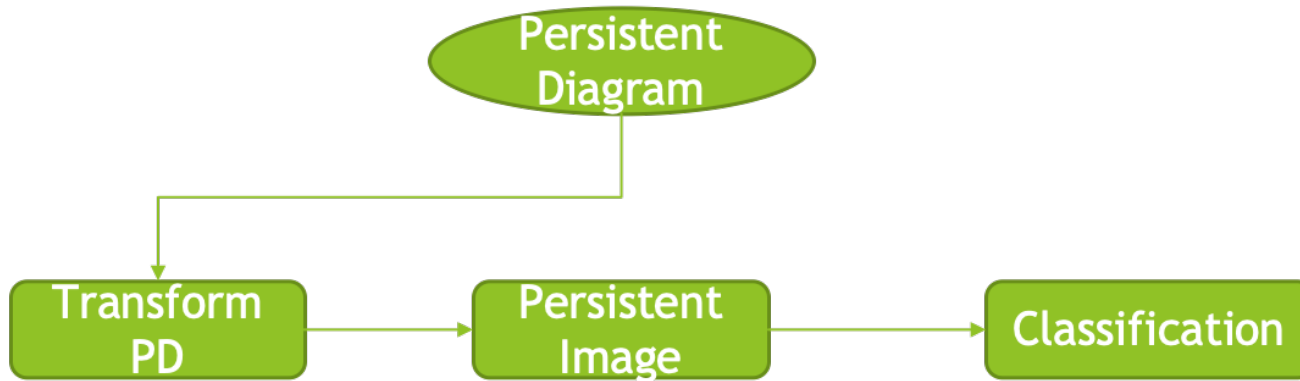 Persistent
Diagram
Transform
PD
Persistent
Image
Classification